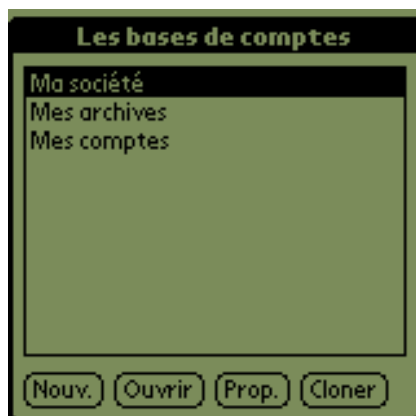 Les bases de comptes
Ma société
Mes archives
Mes comptes
Nouv. Ouvrir Prop. Cloner